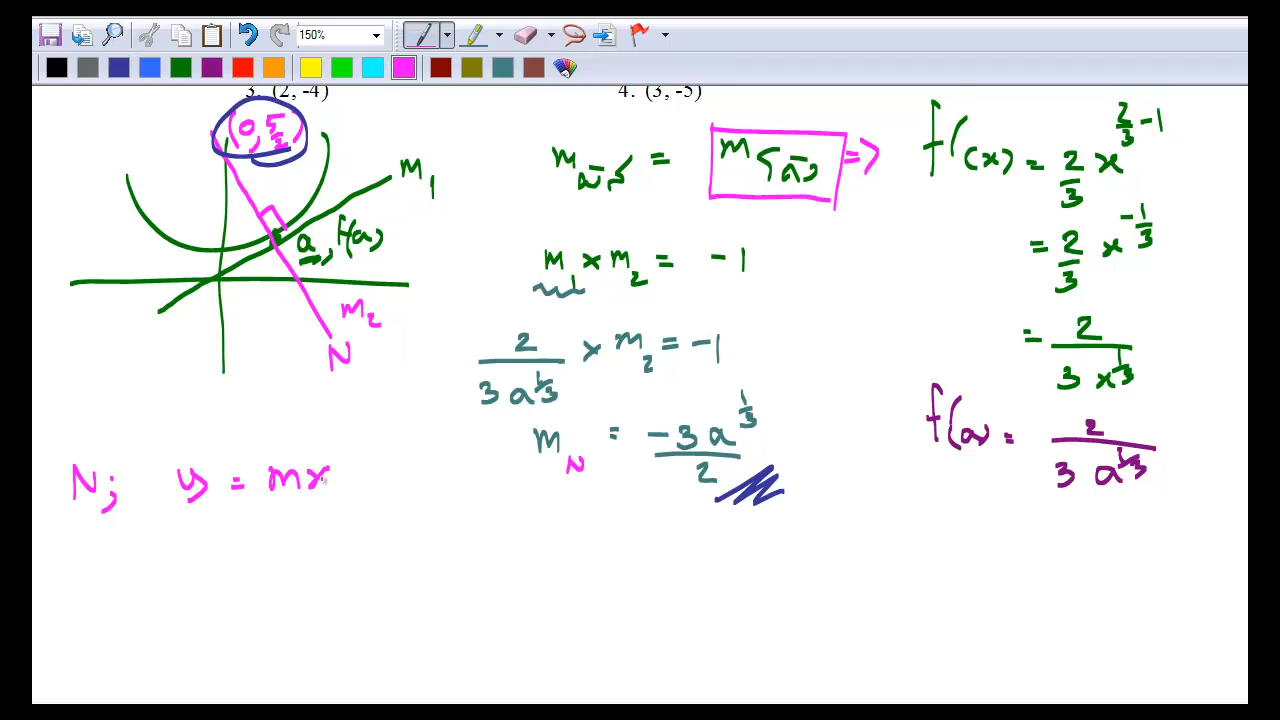 150%
3. (2, -4)
4. (3, -5)
(0, 5/2)
m₁
a, f(a)
m₂
N
m₁ × m₂ = -1
2 / 3a^(1/3) × m₂ = -1
m_N = -3a^(1/3) / 2
N; y = mx
f'(x) = 2/3 x^(2/3 - 1)
= 2/3 x^(-1/3)
= 2 / 3x^(1/3)
f'(a) = 2 / 3a^(1/3)